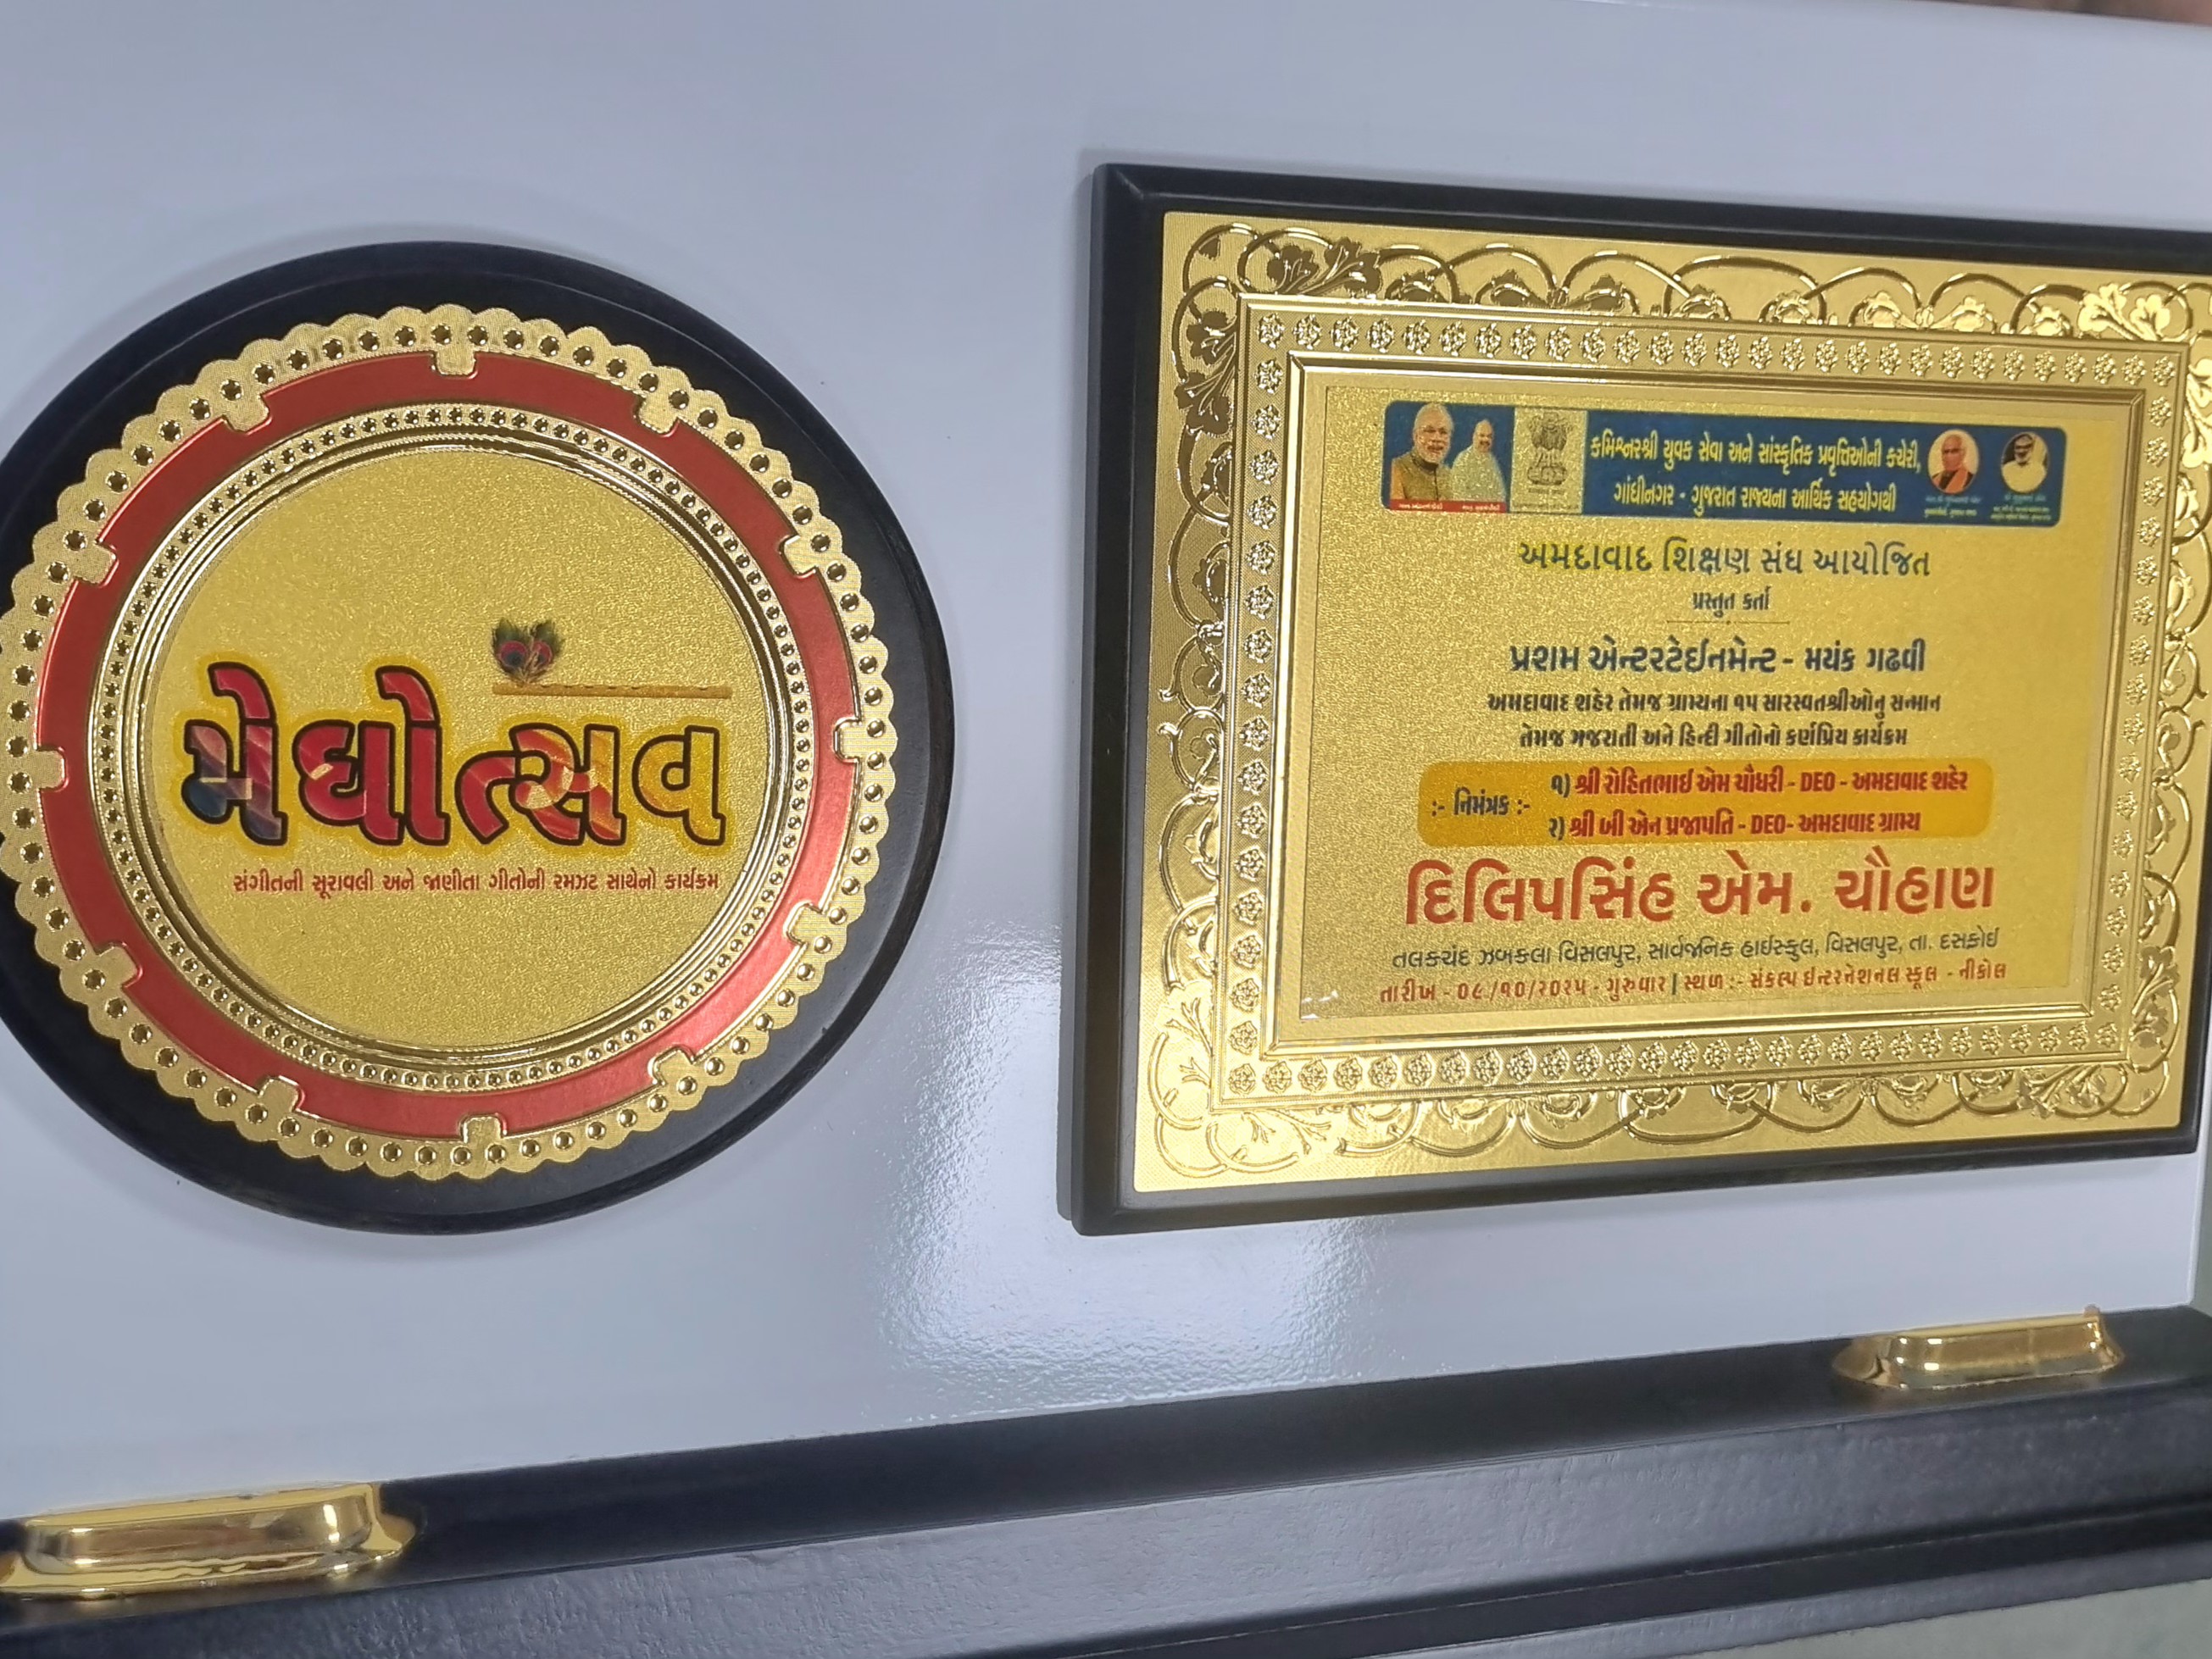 મેઘોત્સવ
સંગીતની સૂરાવલી અને જાણીતા ગીતોની રમઝટ સાથેનો કાર્યક્રમ
કમિશ્નરશ્રી યુવક સેવા અને સાંસ્કૃતિક પ્રવૃત્તિઓની કચેરી,
ગાંધીનગર - ગુજરાત રાજ્યના આર્થિક સહયોગથી
અમદાવાદ શિક્ષણ સંઘ આયોજિત
પ્રસ્તુત કર્તા
પ્રશમ એન્ટરટેઈનમેન્ટ - મયંક ગઢવી
અમદાવાદ શહેર તેમજ ગ્રામ્યના ૧૫ સારસ્વતશ્રીઓનુ સન્માન
તેમજ ગજરાતી અને હિન્દી ગીતોનો કર્ણપ્રિય કાર્યક્રમ
:- નિમંત્રક :-
૧) શ્રી રોહિતભાઈ એમ ચૌધરી - DEO - અમદાવાદ શહેર
૨) શ્રી બી એન પ્રજાપતિ - DEO- અમદાવાદ ગ્રામ્ય
દિલિપસિંહ એમ. ચૌહાણ
તલકચંદ ઝબકલા વિસલપુર, સાર્વજનિક હાઈસ્કુલ, વિસલપુર, તા. દસક્રોઈ
તારીખ - ૦૯/૧૦/૨૦૨૫ - ગુરુવાર | સ્થળ :- સંકલ્પ ઇન્ટરનેશનલ સ્કૂલ - નીકોલ